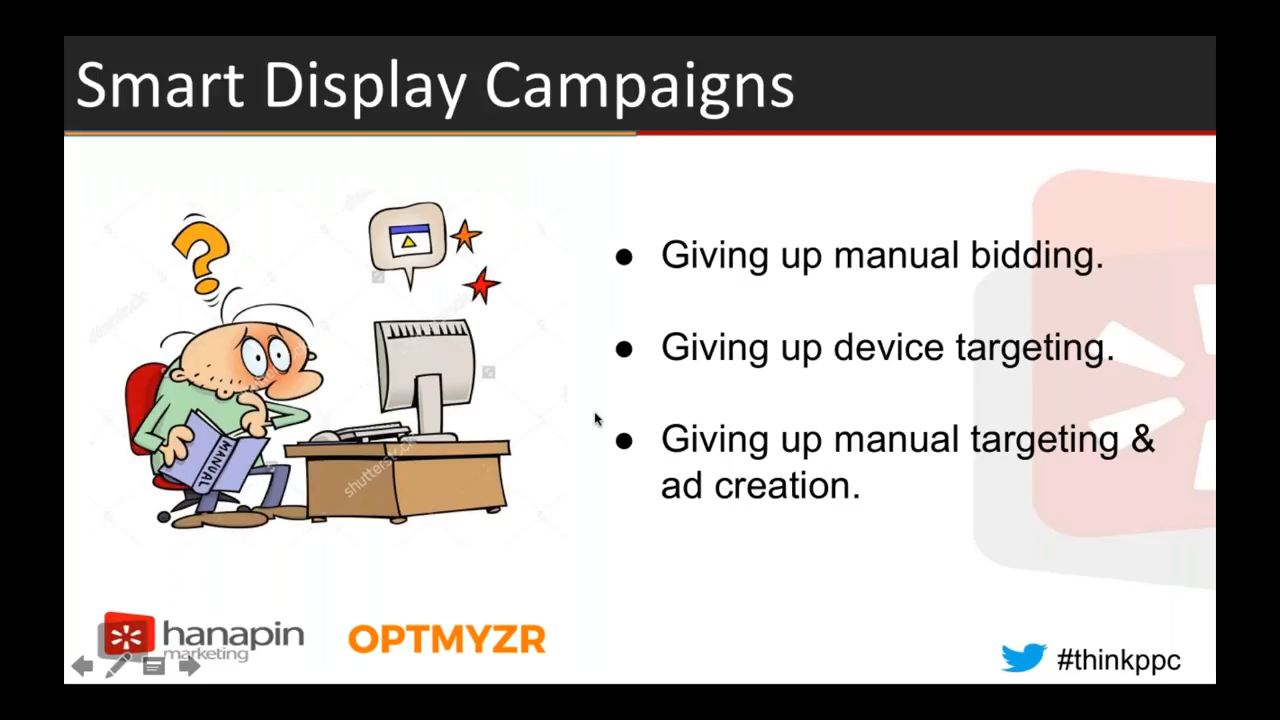 Smart Display Campaigns
● Giving up manual bidding.
● Giving up device targeting.
● Giving up manual targeting &
ad creation.
MANUAL
shutterstock
hanapin
marketing
OPTMYZR
#thinkppc